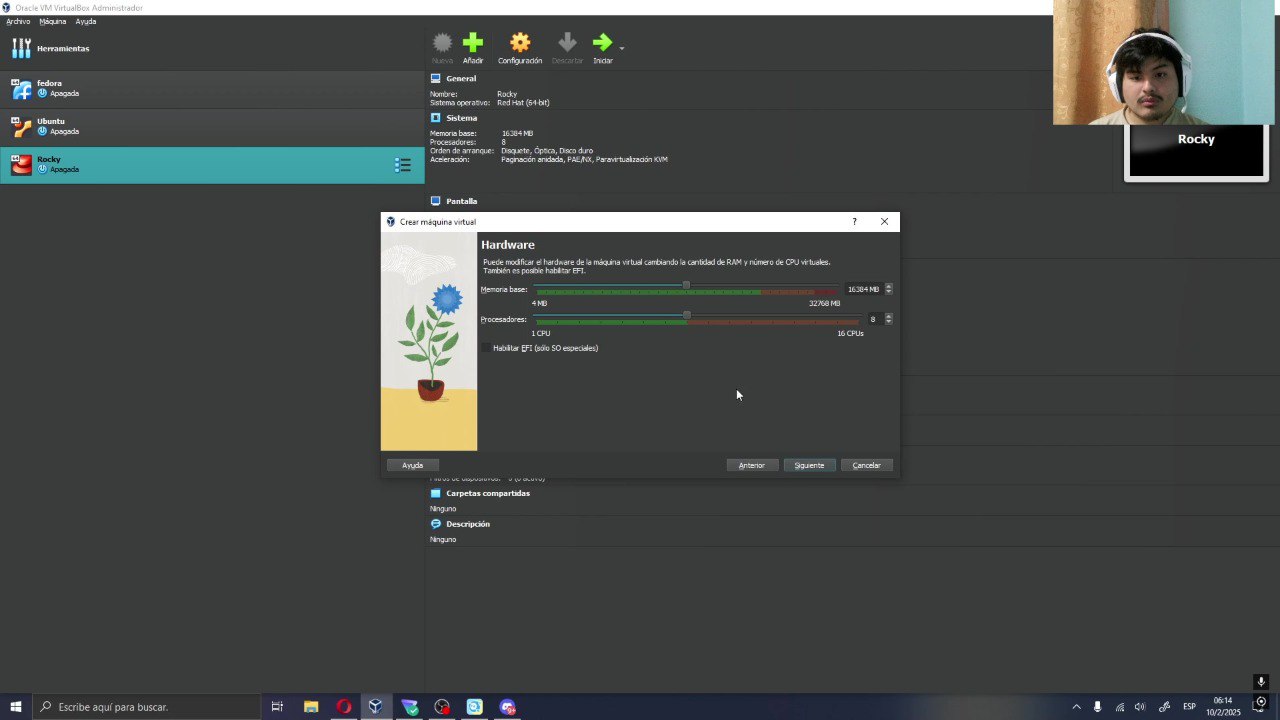 Oracle VM VirtualBox Administrador
Archivo Máquina Ayuda
Herramientas
Nueva Añadir Configuración Descartar Iniciar
fedora
Apagada
Ubuntu
Apagada
Rocky
Apagada
General
Nombre: Rocky
Sistema operativo: Red Hat (64-bit)
Sistema
Memoria base: 16384 MB
Procesadores: 8
Orden de arranque: Disquete, Óptica, Disco duro
Aceleración: Paginación anidada, PAE/NX, Paravirtualización KVM
Rocky
Pantalla
Crear máquina virtual
Hardware
Puede modificar el hardware de la máquina virtual cambiando la cantidad de RAM y número de CPU virtuales.
También es posible habilitar EFI.
Memoria base: 16384 MB
4 MB 32768 MB
Procesadores: 8
1 CPU 16 CPUs
Habilitar EFI (sólo SO especiales)
Ayuda Anterior Siguiente Cancelar
Carpetas compartidas
Ninguno
Descripción
Ninguno
Escribe aquí para buscar.
ESP
06:14
10/2/2025